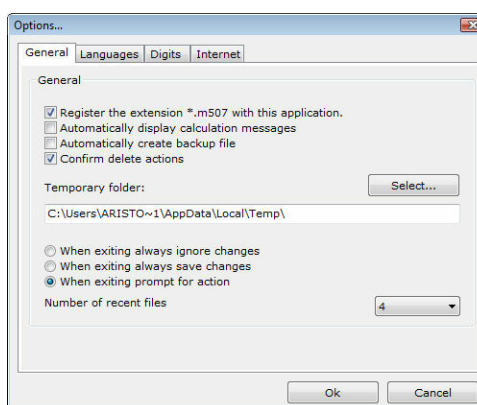 Options...
General Languages Digits Internet
General
Register the extension *.m507 with this application.
Automatically display calculation messages
Automatically create backup file
Confirm delete actions
Temporary folder:
Select...
C:\Users\ARISTO~1\AppData\Local\Temp\
When exiting always ignore changes
When exiting always save changes
When exiting prompt for action
Number of recent files
4
Ok Cancel